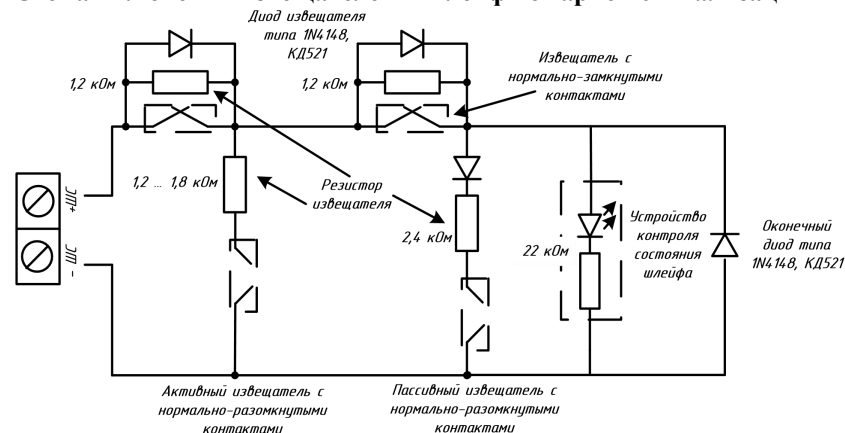 Диод извещателя
типа 1N4148,
КД521
1,2 кОм
1,2 кОм
Извещатель с
нормально-замкнутыми
контактами
1,2 ... 1,8 кОм
Резистор
извещателя
+ШС
- ШС
2,4 кОм
22 кОм
Устройство
контроля
состояния
шлейфа
Оконечный
диод типа
1N4148, КД521
Активный извещатель с
нормально-разомкнутыми
контактами
Пассивный извещатель с
нормально-разомкнутыми
контактами